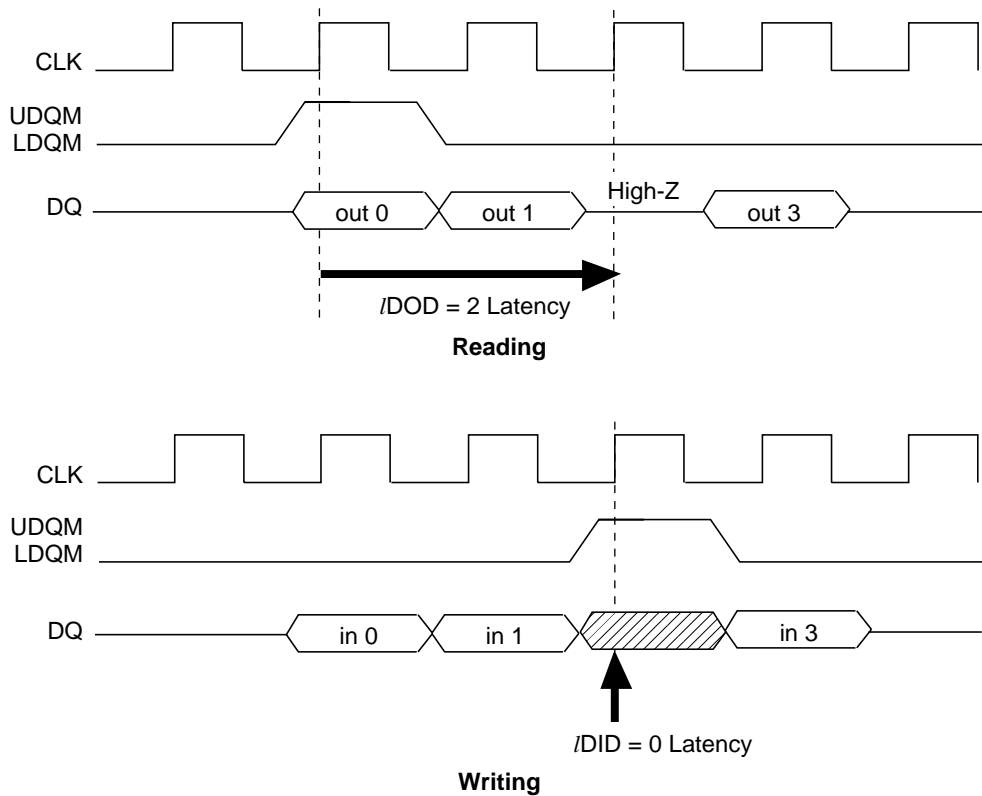 CLK
UDQM
LDQM
DQ
out 0
out 1
High-Z
out 3
lDOD = 2 Latency
Reading
CLK
UDQM
LDQM
DQ
in 0
in 1
in 3
lDID = 0 Latency
Writing